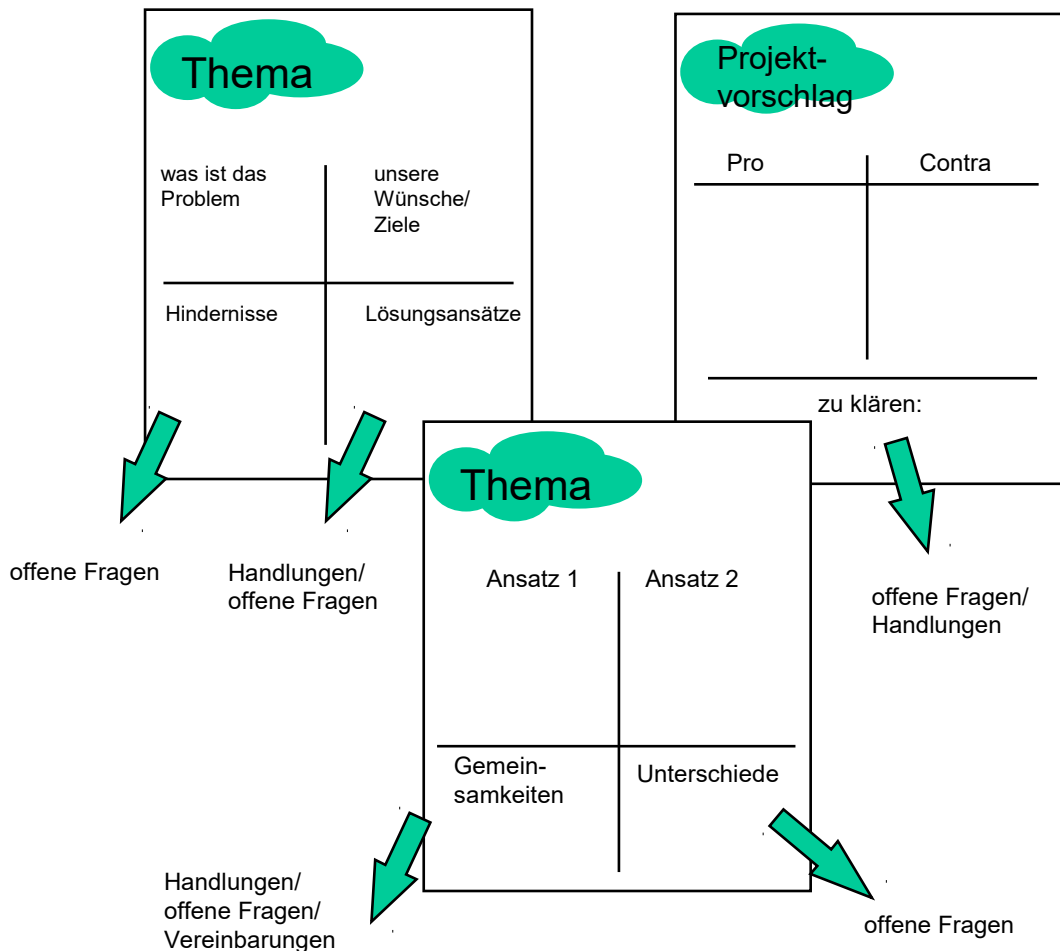 Thema
was ist das
Problem
unsere
Wünsche/
Ziele
Hindernisse
Lösungsansätze
offene Fragen
Handlungen/
offene Fragen
Projekt-
vorschlag
Pro
Contra
zu klären:
offene Fragen/
Handlungen
Thema
Ansatz 1
Ansatz 2
Gemein-
samkeiten
Unterschiede
Handlungen/
offene Fragen/
Vereinbarungen
offene Fragen